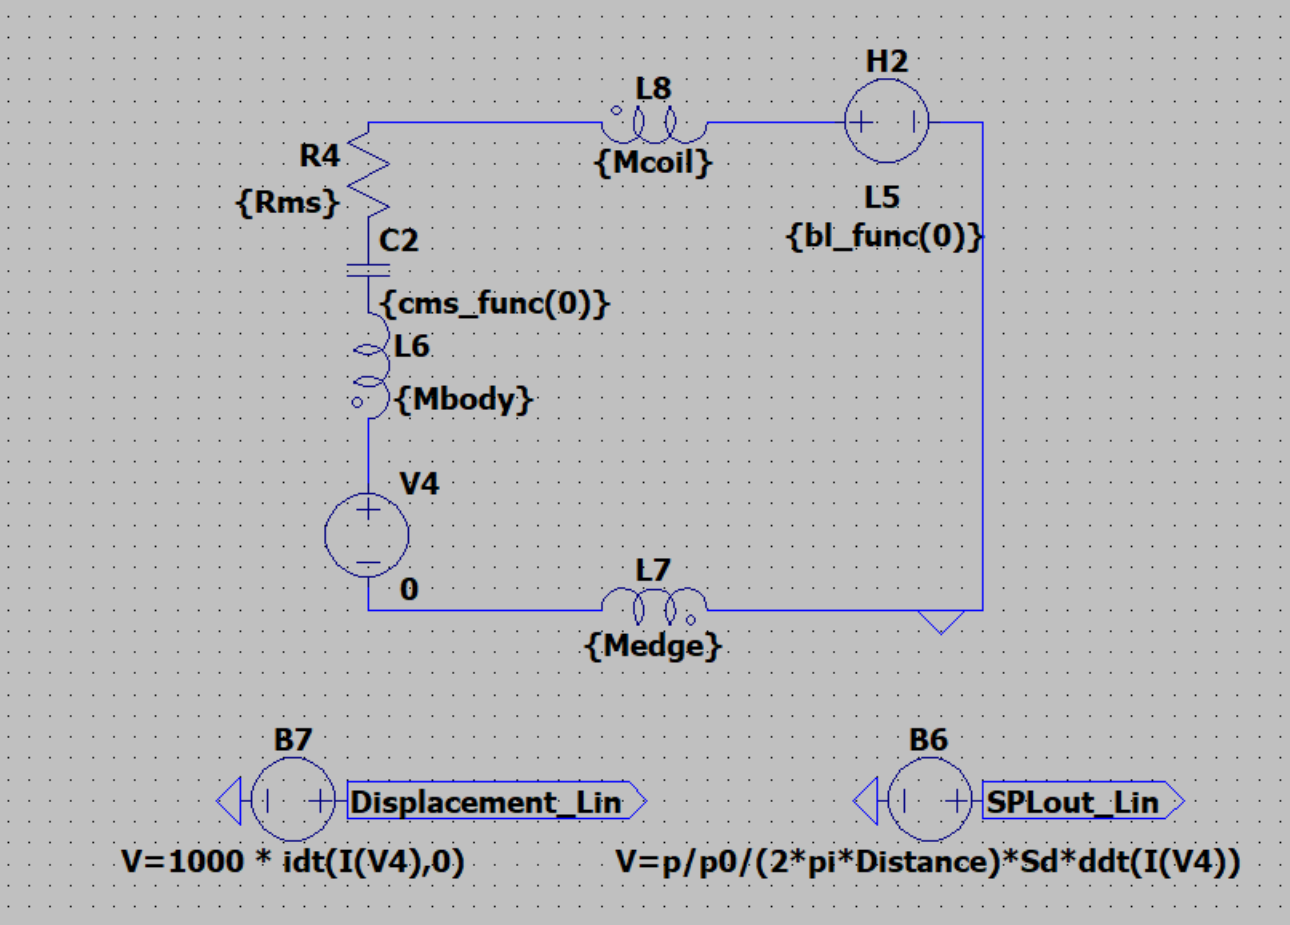 H2
L8
R4
{Mcoil}
{Rms}
L5
C2
{bl_func(0)}
{cms_func(0)}
L6
{Mbody}
V4
L7
0
{Medge}
B7
B6
Displacement_Lin
SPLout_Lin
V=1000 * idt(I(V4),0)
V=p/p0/(2*pi*Distance)*Sd*ddt(I(V4))